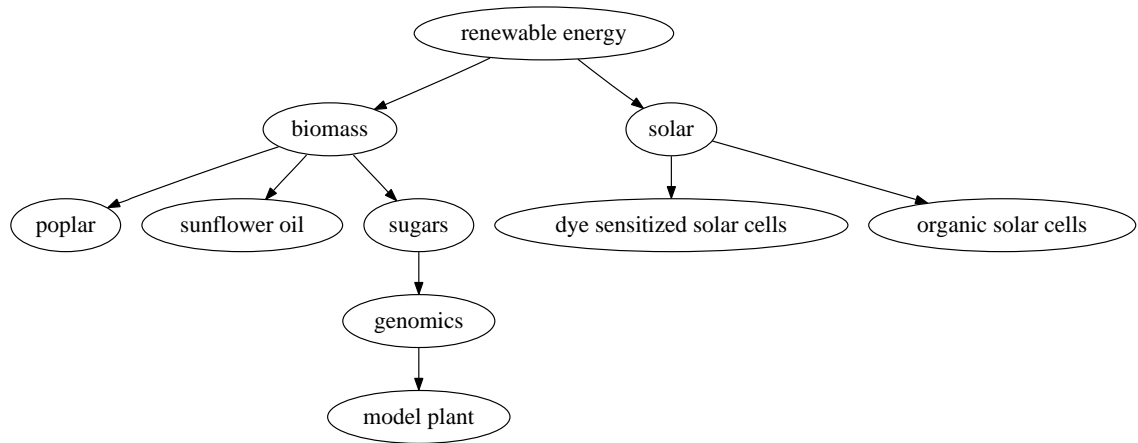 renewable energy
biomass
solar
poplar
sunflower oil
sugars
dye sensitized solar cells
organic solar cells
genomics
model plant